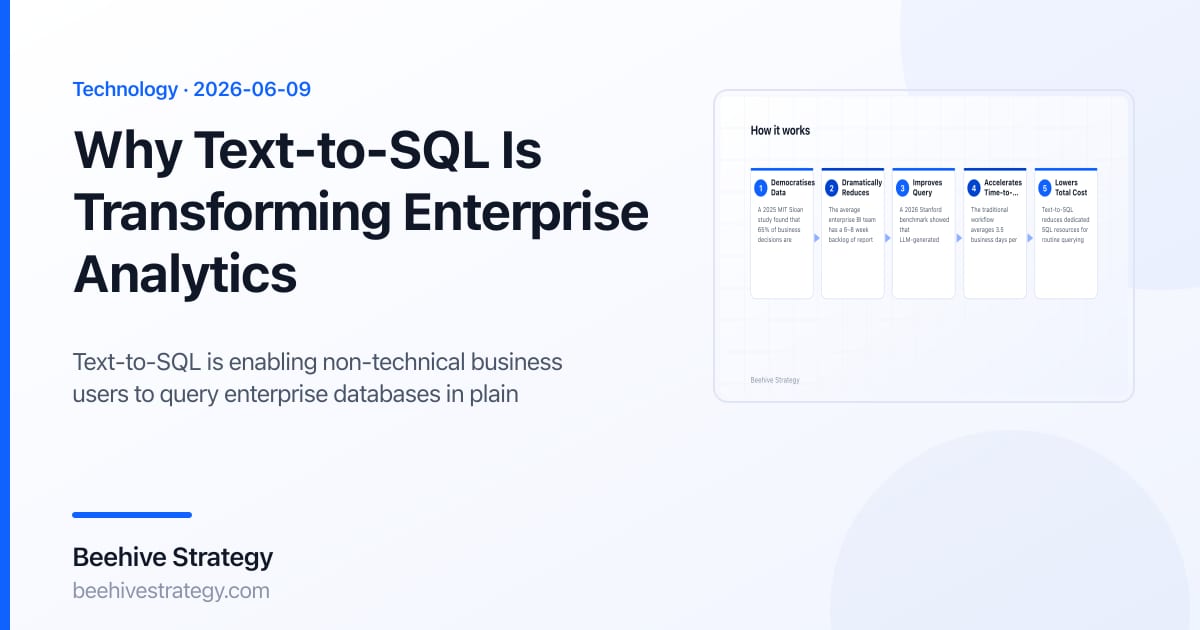 Technology · 2026-06-09
Why Text-to-SQL Is
Transforming Enterprise
Analytics
Text-to-SQL is enabling non-technical business
users to query enterprise databases in plain
Beehive Strategy
beehivestrategy.com
How it works
1 Democratises
Data
A 2025 MIT Sloan
study found that
65% of business
decisions are
2 Dramatically
Reduces
The average
enterprise BI team
has a 6–8 week
backlog of report
3 Improves
Query
A 2026 Stanford
benchmark showed
that
LLM-generated
4 Accelerates
Time-to-...
The traditional
workflow
averages 3.5
business days per
5 Lowers
Total Cost
Text-to-SQL
reduces dedicated
SQL resources for
routine querying
Beehive Strategy